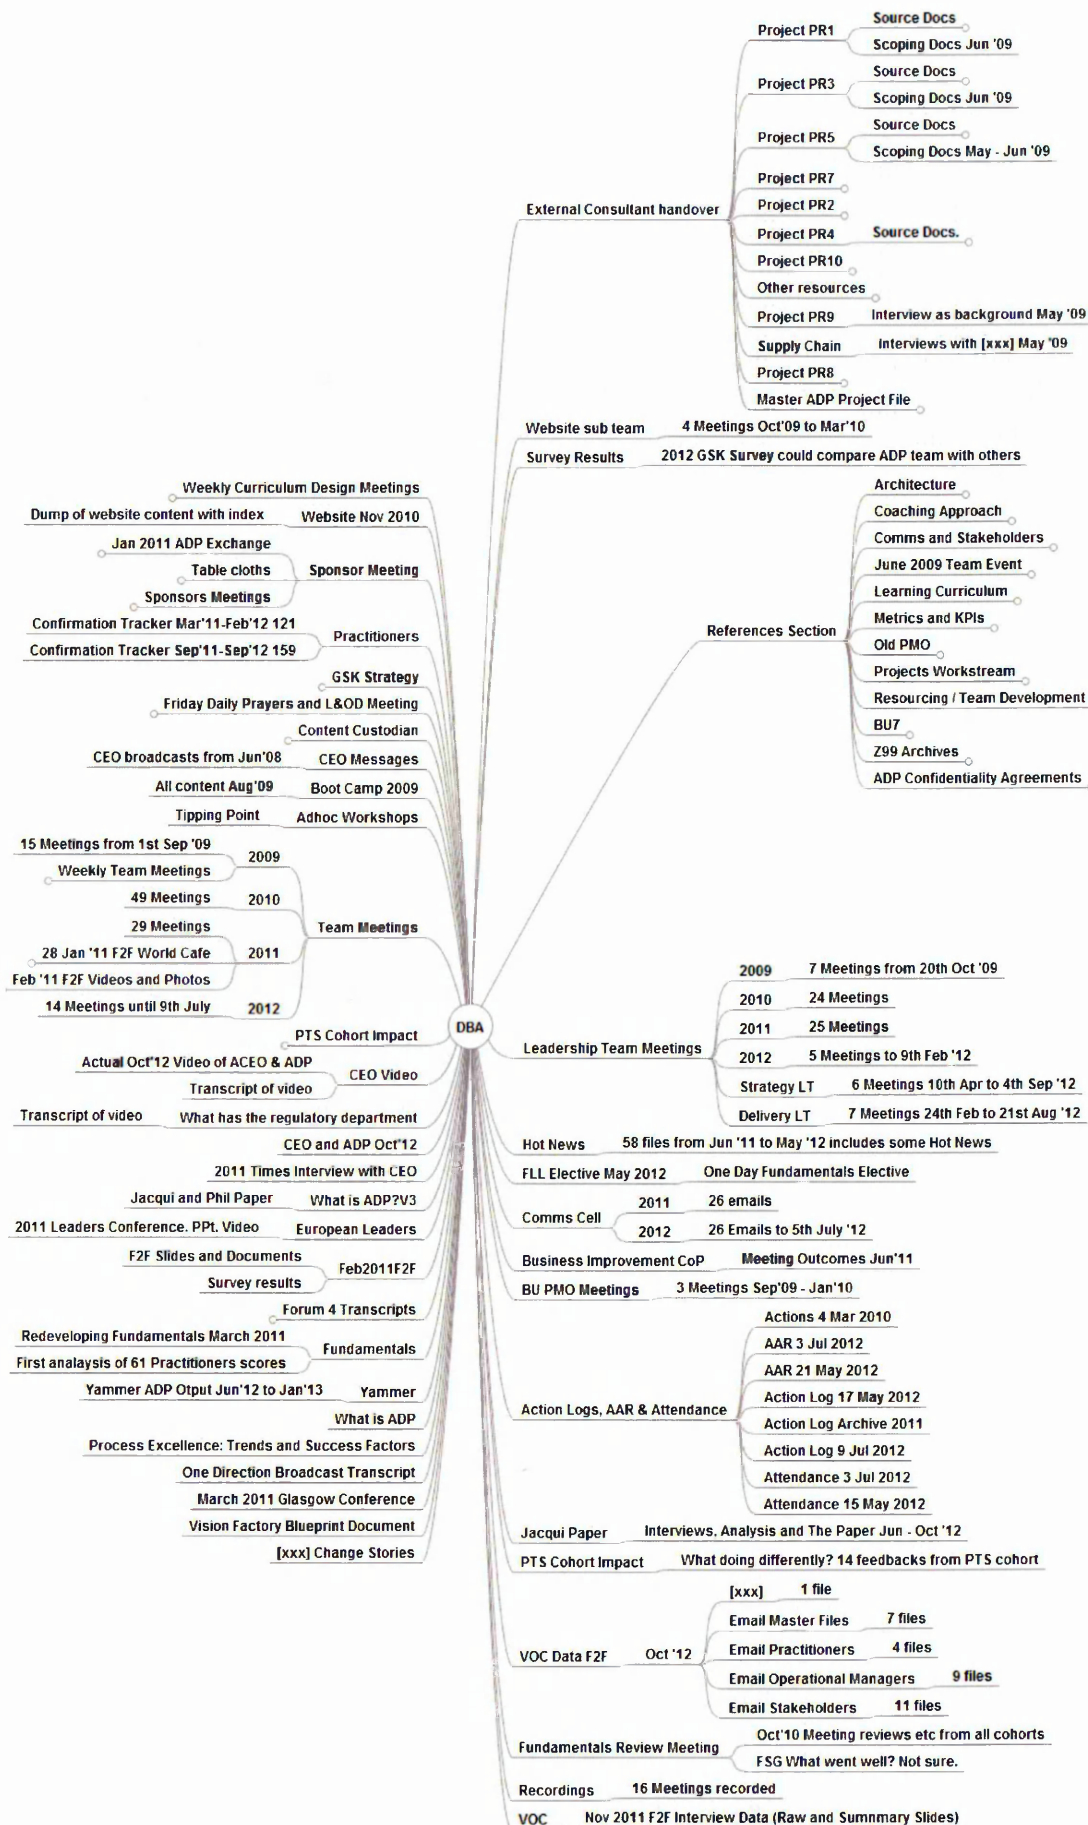 Project PR1
Source Docs
Scoping Docs Jun '09
Project PR3
Source Docs
Scoping Docs Jun '09
Project PR5
Source Docs
Scoping Docs May - Jun '09
External Consultant handover
Project PR7
Project PR2
Project PR4
Source Docs.
Project PR10
Other resources
Project PR9
Interview as background May '09
Supply Chain
Interviews with [xxx] May '09
Project PR8
Master ADP Project File
Website sub team
4 Meetings Oct'09 to Mar'10
Survey Results
2012 GSK Survey could compare ADP team with others
References Section
Architecture
Coaching Approach
Comms and Stakeholders
June 2009 Team Event
Learning Curriculum
Metrics and KPIs
Old PMO
Projects Workstream
Resourcing / Team Development
BU7
Z99 Archives
ADP Confidentiality Agreements
Weekly Curriculum Design Meetings
Dump of website content with index
Website Nov 2010
Jan 2011 ADP Exchange
Table cloths
Sponsor Meeting
Sponsors Meetings
Confirmation Tracker Mar'11-Feb'12 121
Practitioners
Confirmation Tracker Sep'11-Sep'12 159
GSK Strategy
Friday Daily Prayers and L&OD Meeting
Content Custodian
CEO broadcasts from Jun'08
CEO Messages
All content Aug'09
Boot Camp 2009
Tipping Point
Adhoc Workshops
15 Meetings from 1st Sep '09
2009
Weekly Team Meetings
49 Meetings
2010
Team Meetings
29 Meetings
28 Jan '11 F2F World Cafe
2011
Feb '11 F2F Videos and Photos
14 Meetings until 9th July
2012
DBA
PTS Cohort Impact
Actual Oct'12 Video of ACEO & ADP
CEO Video
Transcript of video
Transcript of video
What has the regulatory department
CEO and ADP Oct'12
2011 Times Interview with CEO
Jacqui and Phil Paper
What is ADP?V3
2011 Leaders Conference. PPt. Video
European Leaders
F2F Slides and Documents
Feb2011F2F
Survey results
Forum 4 Transcripts
Redeveloping Fundamentals March 2011
Fundamentals
First analaysis of 61 Practitioners scores
Yammer ADP Otput Jun'12 to Jan'13
Yammer
What is ADP
Process Excellence: Trends and Success Factors
One Direction Broadcast Transcript
March 2011 Glasgow Conference
Vision Factory Blueprint Document
[xxx] Change Stories
Leadership Team Meetings
2009
7 Meetings from 20th Oct '09
2010
24 Meetings
2011
25 Meetings
2012
5 Meetings to 9th Feb '12
Strategy LT
6 Meetings 10th Apr to 4th Sep '12
Delivery LT
7 Meetings 24th Feb to 21st Aug '12
Hot News
58 files from Jun '11 to May '12 includes some Hot News
FLL Elective May 2012
One Day Fundamentals Elective
Comms Cell
2011
26 emails
2012
26 Emails to 5th July '12
Business Improvement CoP
Meeting Outcomes Jun'11
BU PMO Meetings
3 Meetings Sep'09 - Jan'10
Action Logs, AAR & Attendance
Actions 4 Mar 2010
AAR 3 Jul 2012
AAR 21 May 2012
Action Log 17 May 2012
Action Log Archive 2011
Action Log 9 Jul 2012
Attendance 3 Jul 2012
Attendance 15 May 2012
Jacqui Paper
Interviews, Analysis and The Paper Jun - Oct '12
PTS Cohort Impact
What doing differently? 14 feedbacks from PTS cohort
VOC Data F2F
Oct '12
[xxx]
1 file
Email Master Files
7 files
Email Practitioners
4 files
Email Operational Managers
9 files
Email Stakeholders
11 files
Fundamentals Review Meeting
Oct'10 Meeting reviews etc from all cohorts
FSG What went well? Not sure.
Recordings
16 Meetings recorded
VOC
Nov 2011 F2F Interview Data (Raw and Sumnmary Slides)